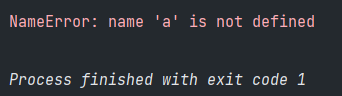 NameError: name 'a' is not defined
Process finished with exit code 1